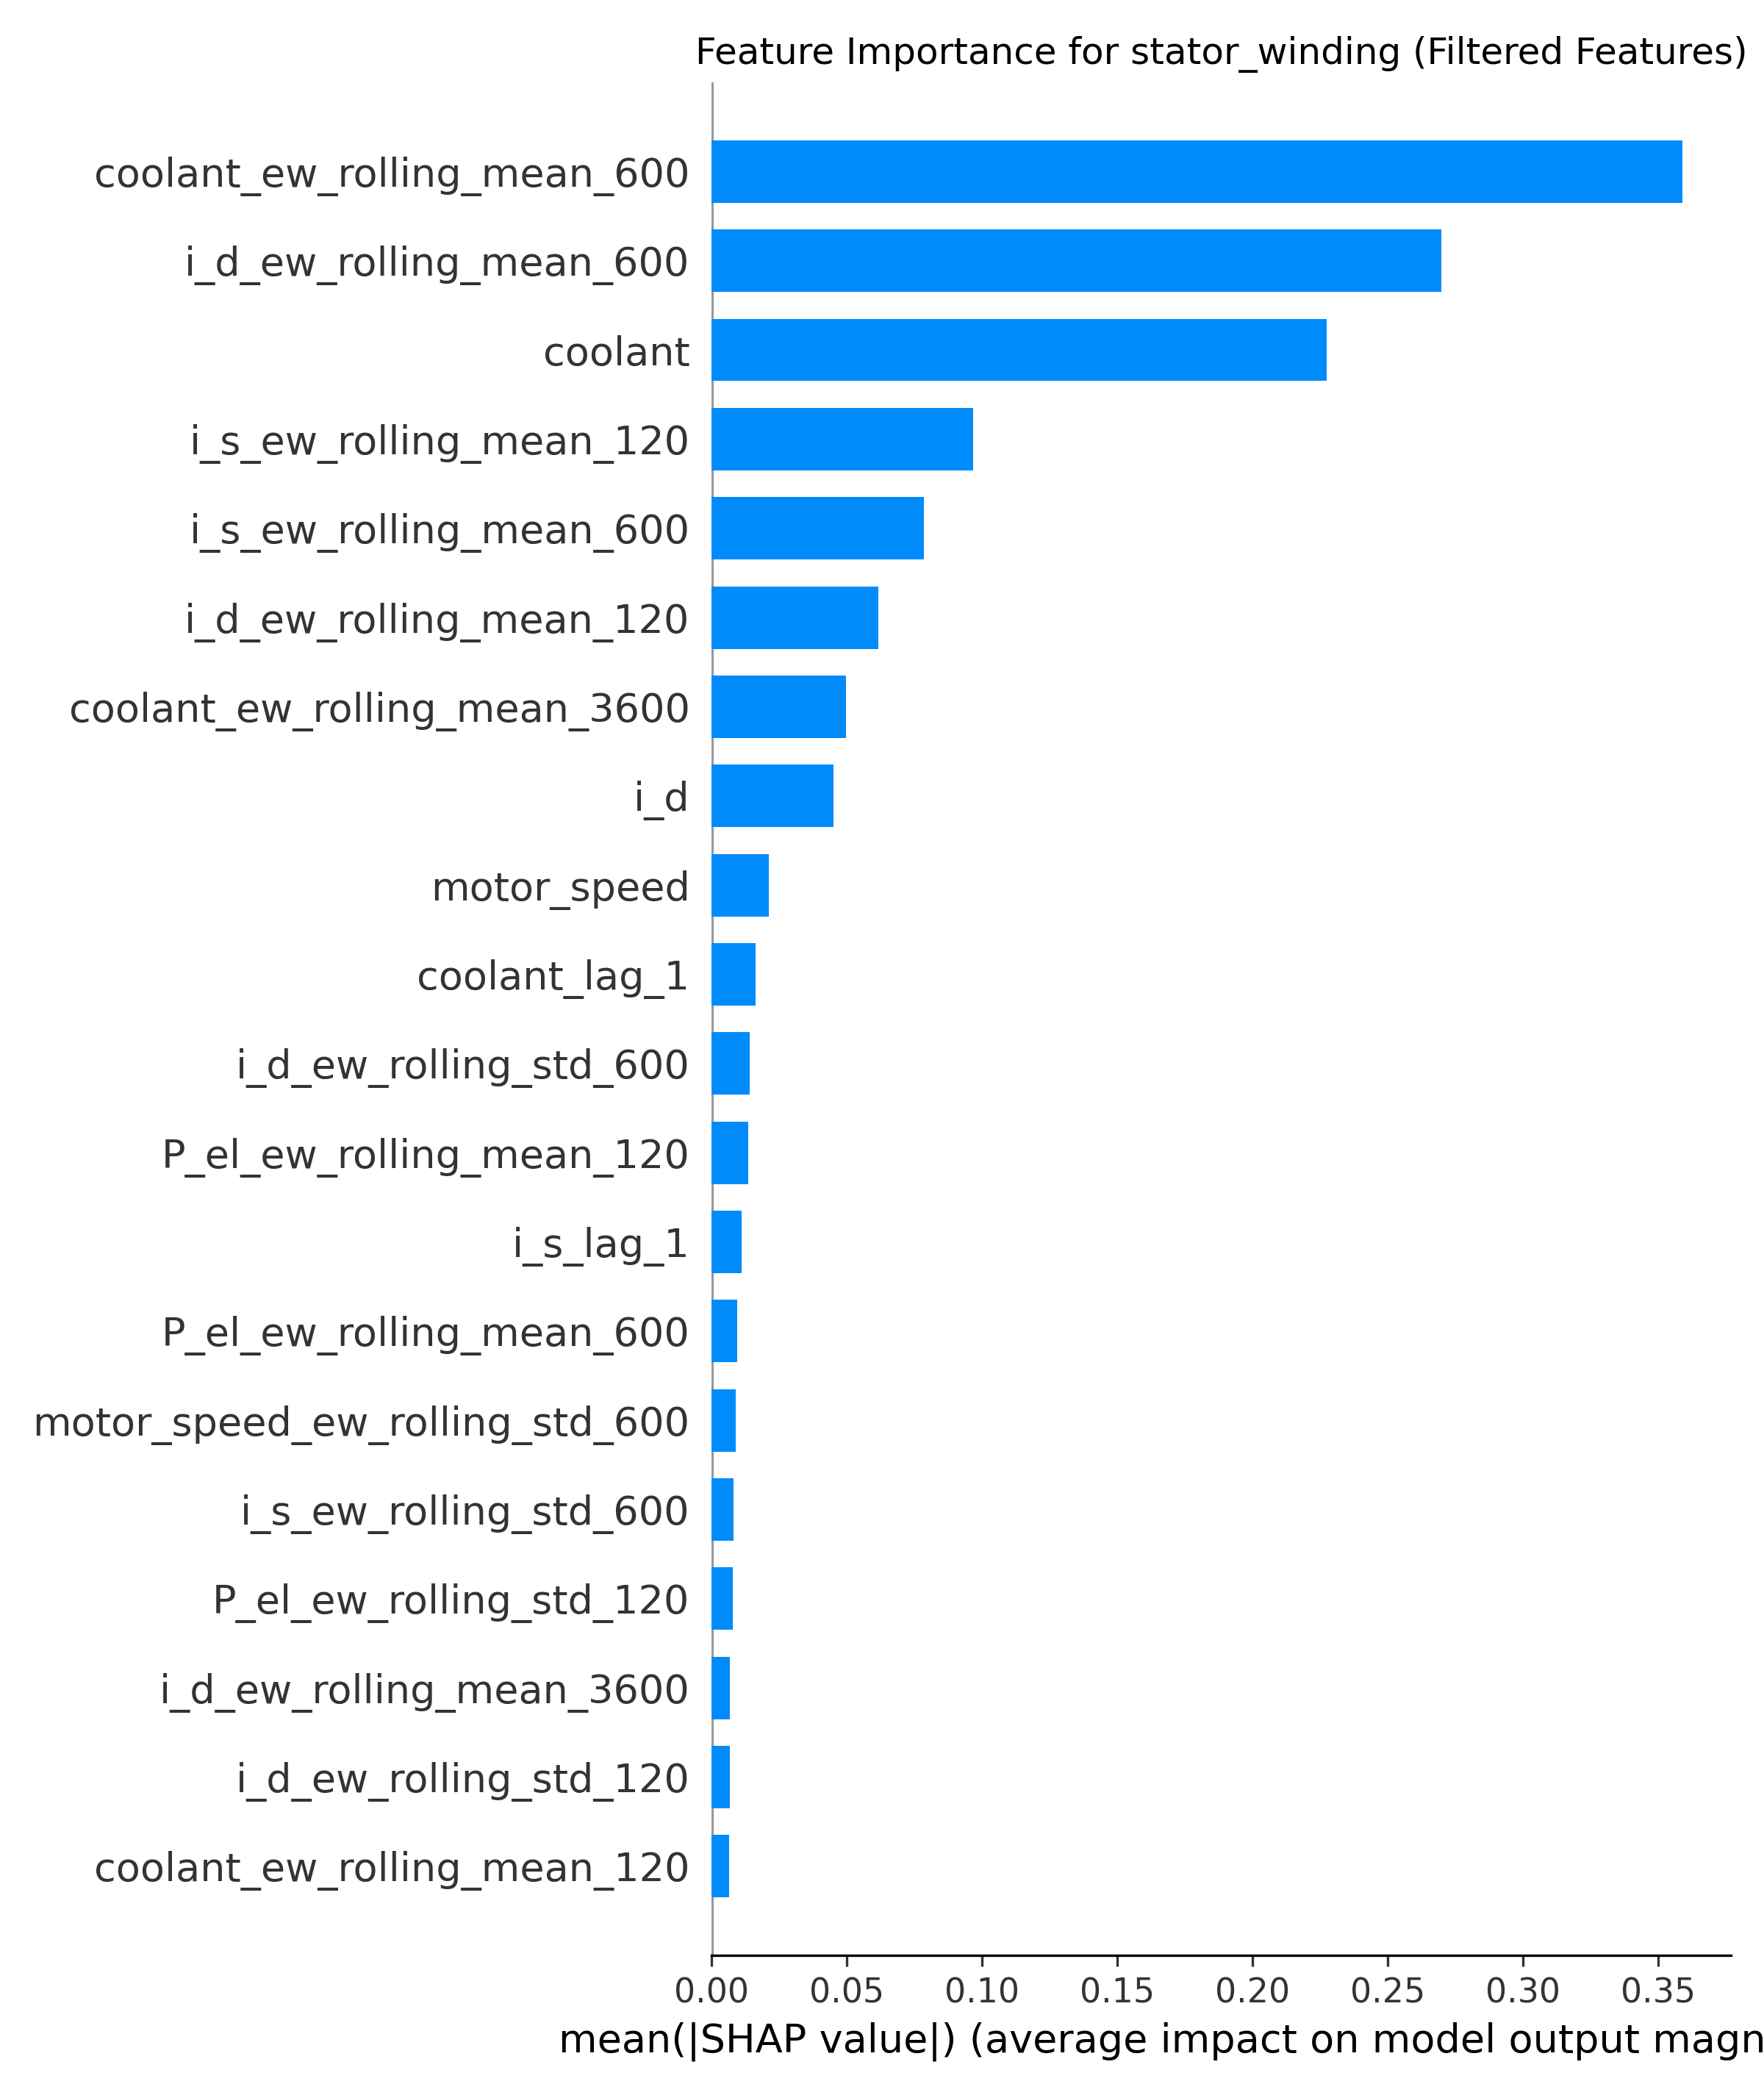 Feature Importance for stator_winding (Filtered Features)
coolant_ew_rolling_mean_600
i_d_ew_rolling_mean_600
coolant
i_s_ew_rolling_mean_120
i_s_ew_rolling_mean_600
i_d_ew_rolling_mean_120
coolant_ew_rolling_mean_3600
i_d
motor_speed
coolant_lag_1
i_d_ew_rolling_std_600
P_el_ew_rolling_mean_120
i_s_lag_1
P_el_ew_rolling_mean_600
motor_speed_ew_rolling_std_600
i_s_ew_rolling_std_600
P_el_ew_rolling_std_120
i_d_ew_rolling_mean_3600
i_d_ew_rolling_std_120
coolant_ew_rolling_mean_120
0.00 0.05 0.10 0.15 0.20 0.25 0.30 0.35
mean(|SHAP value|) (average impact on model output magn